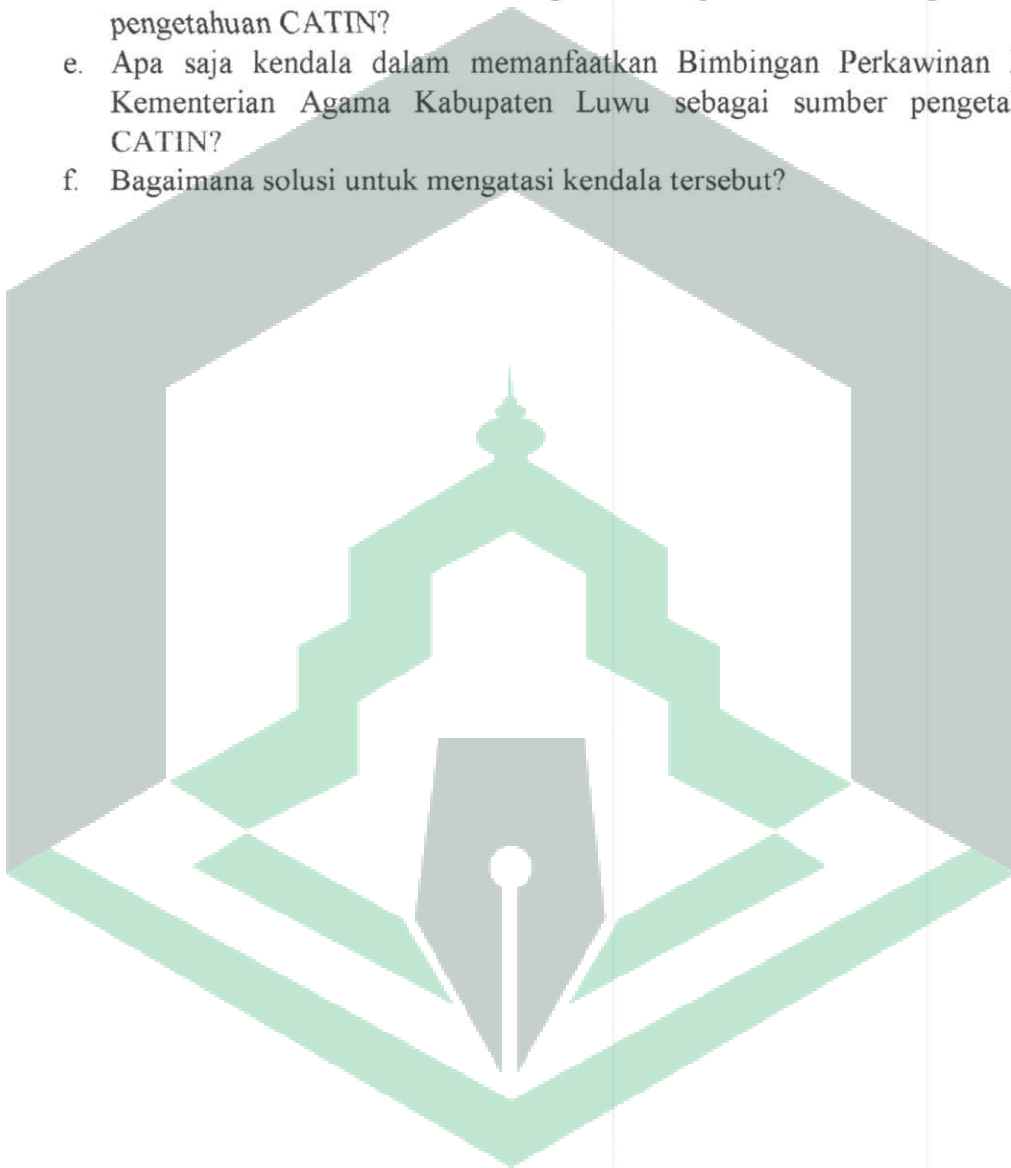 pengetahuan CATIN?
e. Apa saja kendala dalam memanfaatkan Bimbingan Perkawinan
Kementerian Agama Kabupaten Luwu sebagai sumber
CATIN?
f. Bagaimana solusi untuk mengatasi kendala tersebut?